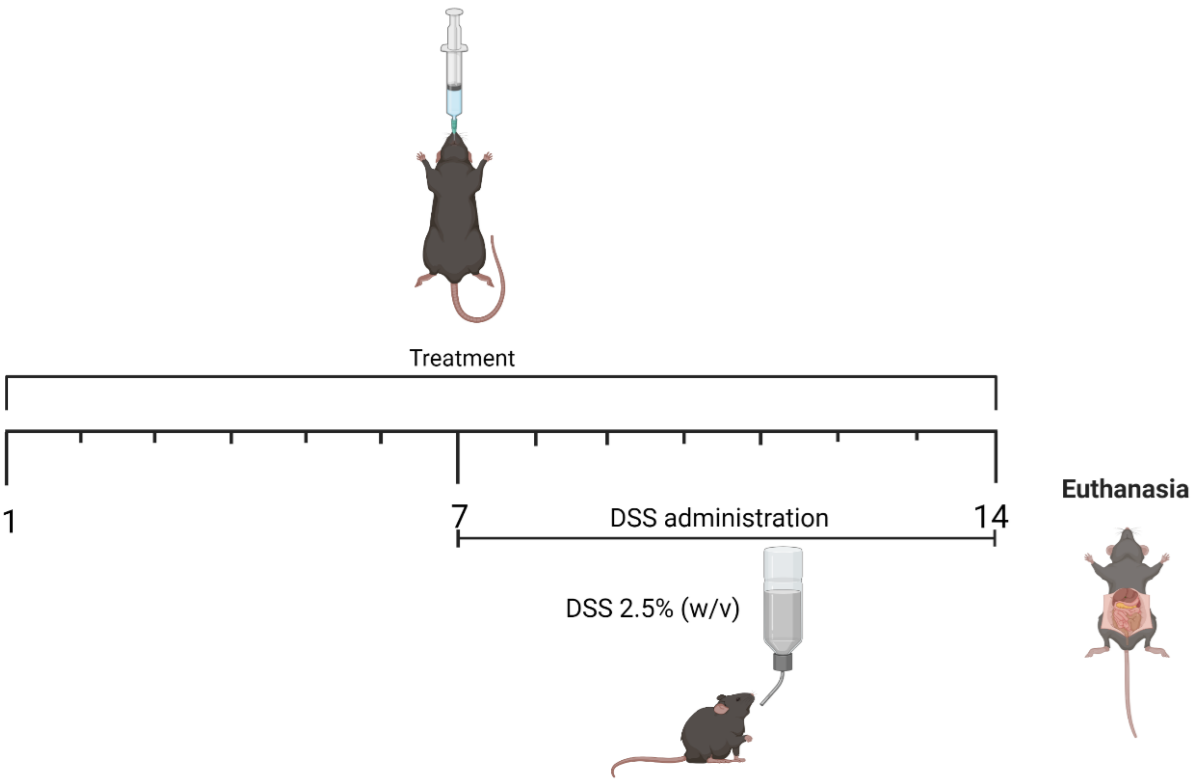 Treatment
1
7
DSS administration
14
Euthanasia
DSS 2.5% (w/v)